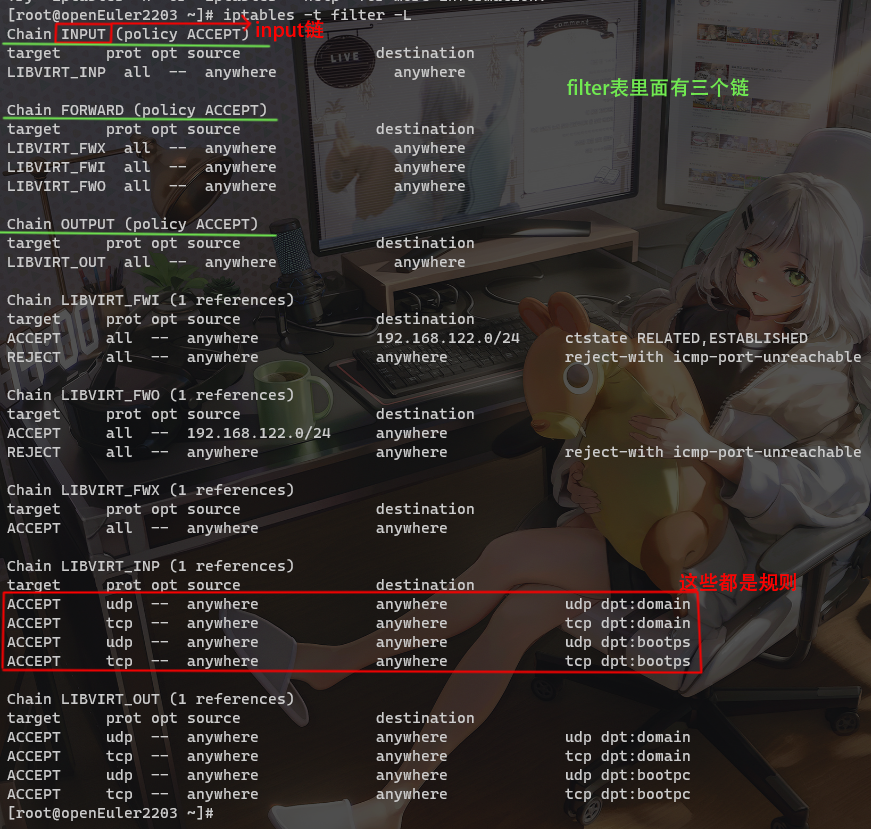 [root@openEuler2203 ~]# iptables -t filter -L
Chain INPUT (policy ACCEPT) input链
target     prot opt source               destination
LIBVIRT_INP  all  --  anywhere             anywhere
filter表里面有三个链
Chain FORWARD (policy ACCEPT)
target     prot opt source               destination
LIBVIRT_FWX  all  --  anywhere             anywhere
LIBVIRT_FWI  all  --  anywhere             anywhere
LIBVIRT_FWO  all  --  anywhere             anywhere
Chain OUTPUT (policy ACCEPT)
target     prot opt source               destination
LIBVIRT_OUT  all  --  anywhere             anywhere
Chain LIBVIRT_FWI (1 references)
target     prot opt source               destination
ACCEPT     all  --  anywhere             192.168.122.0/24     ctstate RELATED,ESTABLISHED
REJECT     all  --  anywhere             anywhere             reject-with icmp-port-unreachable
Chain LIBVIRT_FWO (1 references)
target     prot opt source               destination
ACCEPT     all  --  192.168.122.0/24     anywhere
REJECT     all  --  anywhere             anywhere             reject-with icmp-port-unreachable
Chain LIBVIRT_FWX (1 references)
target     prot opt source               destination
ACCEPT     all  --  anywhere             anywhere
Chain LIBVIRT_INP (1 references)
target     prot opt source               destination
这些都是规则
ACCEPT     udp  --  anywhere             anywhere             udp dpt:domain
ACCEPT     tcp  --  anywhere             anywhere             tcp dpt:domain
ACCEPT     udp  --  anywhere             anywhere             udp dpt:bootps
ACCEPT     tcp  --  anywhere             anywhere             tcp dpt:bootps
Chain LIBVIRT_OUT (1 references)
target     prot opt source               destination
ACCEPT     udp  --  anywhere             anywhere             udp dpt:domain
ACCEPT     tcp  --  anywhere             anywhere             tcp dpt:domain
ACCEPT     udp  --  anywhere             anywhere             udp dpt:bootpc
ACCEPT     tcp  --  anywhere             anywhere             tcp dpt:bootpc
[root@openEuler2203 ~]#
LIVE
comment